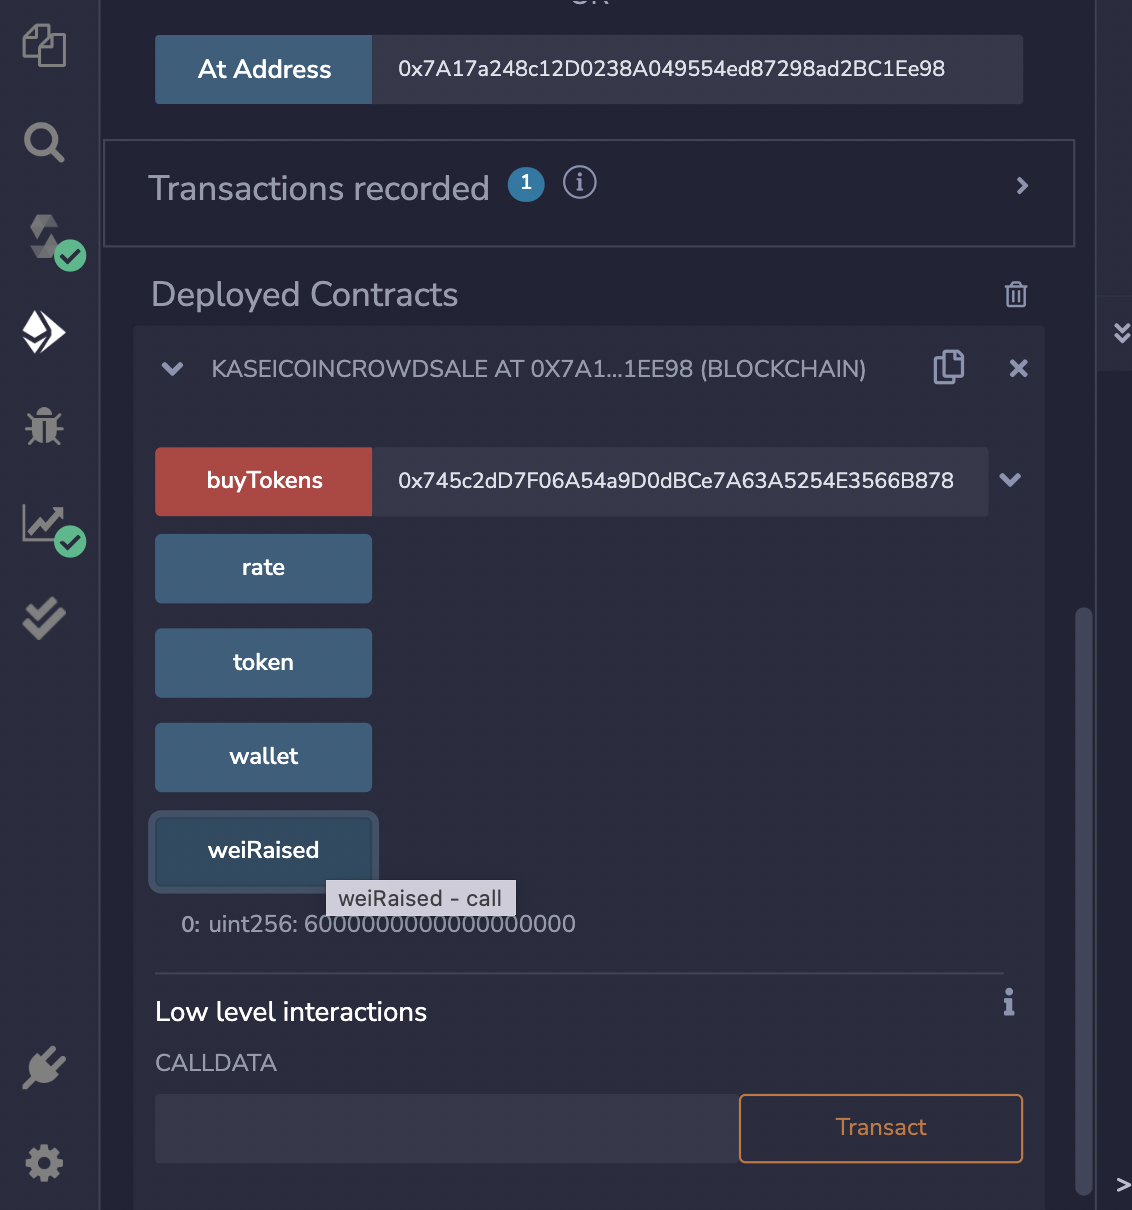 At Address
0x7A17a248c12D0238A049554ed87298ad2BC1Ee98
Transactions recorded 1
Deployed Contracts
KASEICOINCROWDSALE AT 0X7A1...1EE98 (BLOCKCHAIN)
buyTokens
0x745c2dD7F06A54a9D0dBCe7A63A5254E3566B878
rate
token
wallet
weiRaised
weiRaised - call
0: uint256: 6000000000000000000
Low level interactions
CALLDATA
Transact
>